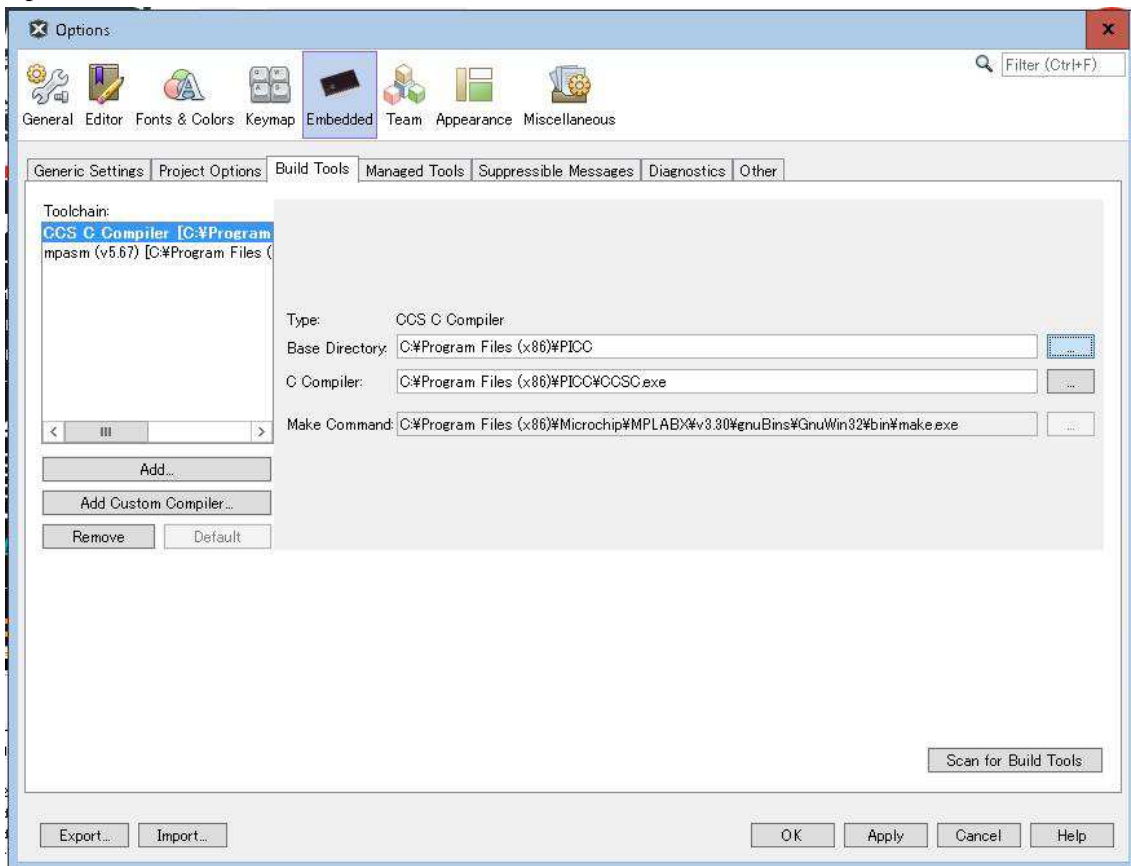 Options
Filter (Ctrl+F)
General Editor Fonts & Colors Keymap Embedded Team Appearance Miscellaneous
Generic Settings Project Options Build Tools Managed Tools Suppressible Messages Diagnostics Other
Toolchain:
CCS C Compiler [C:¥Program
mpasm (v5.67) [C:¥Program Files (
Type: CCS C Compiler
Base Directory: C:¥Program Files (x86)¥PICC ...
C Compiler: C:¥Program Files (x86)¥PICC¥CCSC.exe ...
Make Command: C:¥Program Files (x86)¥Microchip¥MPLABX¥v3.30¥gnuBins¥GnuWin32¥bin¥make.exe ...
Add...
Add Custom Compiler...
Remove Default
Scan for Build Tools
Export... Import... OK Apply Cancel Help